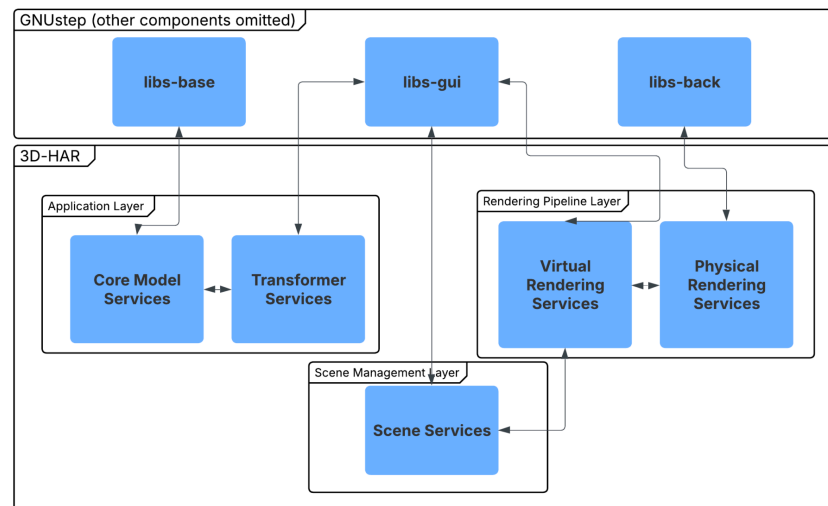 GNUstep (other components omitted)
libs-base
libs-gui
libs-back
3D-HAR
Application Layer
Core Model
Services
Transformer
Services
Rendering Pipeline Layer
Virtual
Rendering
Services
Physical
Rendering
Services
Scene Management Layer
Scene Services